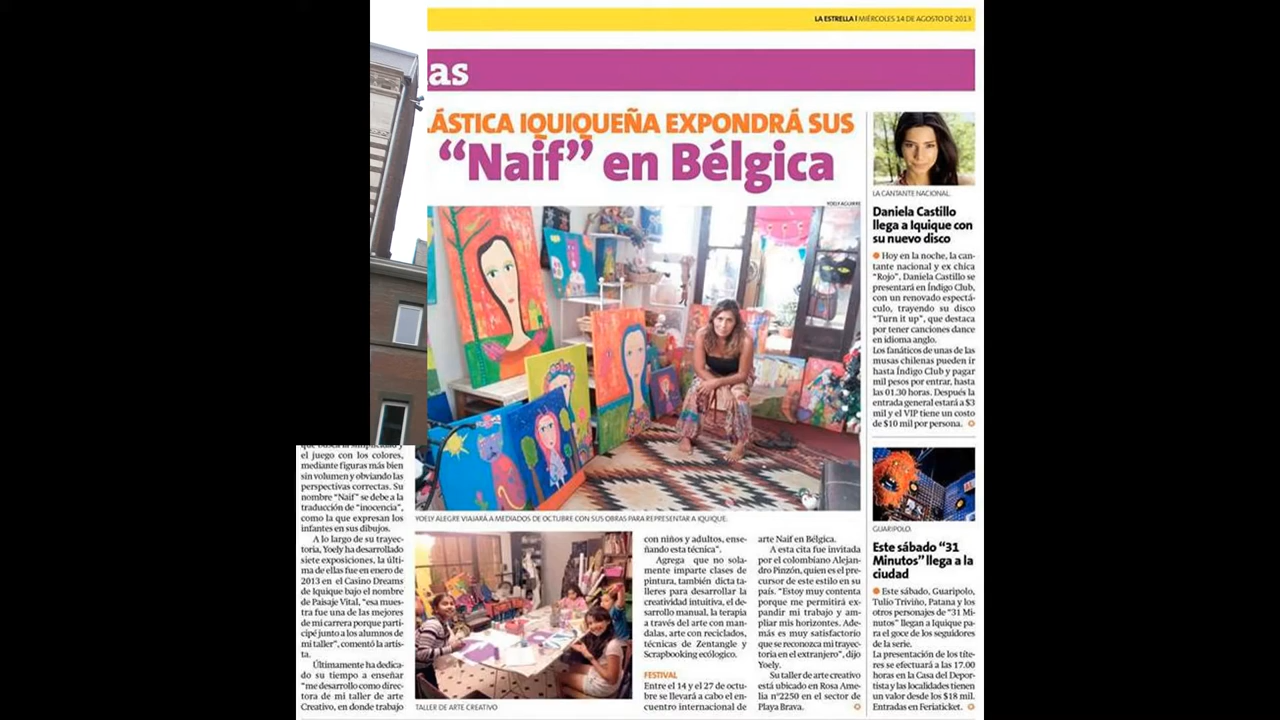 LA ESTRELLA | MIÉRCOLES 14 DE AGOSTO DE 2013
as
LÁSTICA IQUIQUEÑA EXPONDRÁ SUS
“Naif” en Bélgica
YOELY AGUIRRE
YOELY ALEGRE VIAJARÁ A MEDIADOS DE OCTUBRE CON SUS OBRAS PARA REPRESENTAR A IQUIQUE.
que busca la simplicidad y
el juego con los colores,
mediante figuras más bien
sin volumen y obviando las
perspectivas correctas. Su
nombre “Naif” se debe a la
traducción de “inocencia”,
como la que expresan los
infantes en sus dibujos.
A lo largo de su trayec-
toria, Yoely ha desarrollado
siete exposiciones, la últi-
ma de ellas fue en enero de
2013 en el Casino Dreams
de Iquique bajo el nombre
de Paisaje Vital, “esa mues-
tra fue una de las mejores
de mi carrera porque parti-
cipé junto a los alumnos de
mi taller”, comentó la artis-
ta.
Últimamente ha dedica-
do su tiempo a enseñar
“me desarrollo como direc-
tora de mi taller de arte
Creativo, en donde trabajo
TALLER DE ARTE CREATIVO
con niños y adultos, ense-
ñando esta técnica”.
Agrega que no sola-
mente imparte clases de
pintura, también dicta ta-
lleres para desarrollar la
creatividad intuitiva, el de-
sarrollo manual, la terapia
a través del arte con man-
dalas, arte con reciclados,
técnicas de Zentangle y
Scrapbooking ecólogico.
FESTIVAL
Entre el 14 y el 27 de octu-
bre se llevará a cabo el en-
cuentro internacional de
arte Naif en Bélgica.
A esta cita fue invitada
por el colombiano Alejan-
dro Pinzón, quien es el pre-
cursor de este estilo en su
país. “Estoy muy contenta
porque me permitirá ex-
pandir mi trabajo y am-
pliar mis horizontes. Ade-
más es muy satisfactorio
que se reconozca mi trayec-
toria en el extranjero”, dijo
Yoely.
Su taller de arte creativo
está ubicado en Rosa Ame-
lia n°2250 en el sector de
Playa Brava.
LA CANTANTE NACIONAL.
Daniela Castillo
llega a Iquique con
su nuevo disco
Hoy en la noche, la can-
tante nacional y ex chica
“Rojo”, Daniela Castillo se
presentará en Índigo Club,
con un renovado espectá-
culo, trayendo su disco
“Turn it up”, que destaca
por tener canciones dance
en idioma anglo.
Los fanáticos de unas de las
musas chilenas pueden ir
hasta Índigo Club y pagar
mil pesos por entrar, hasta
las 01.30 horas. Después la
entrada general estará a $3
mil y el VIP tiene un costo
de $10 mil por persona.
GUARIPOLO.
Este sábado “31
Minutos” llega a la
ciudad
Este sábado, Guaripolo,
Tulio Triviño, Patana y los
otros personajes de “31 Mi-
nutos” llegan a Iquique pa-
ra el goce de los seguidores
de la serie.
La presentación de los títe-
res se efectuará a las 17.00
horas en la Casa del Depor-
tista y las localidades tienen
un valor desde los $18 mil.
Entradas en Feriaticket.